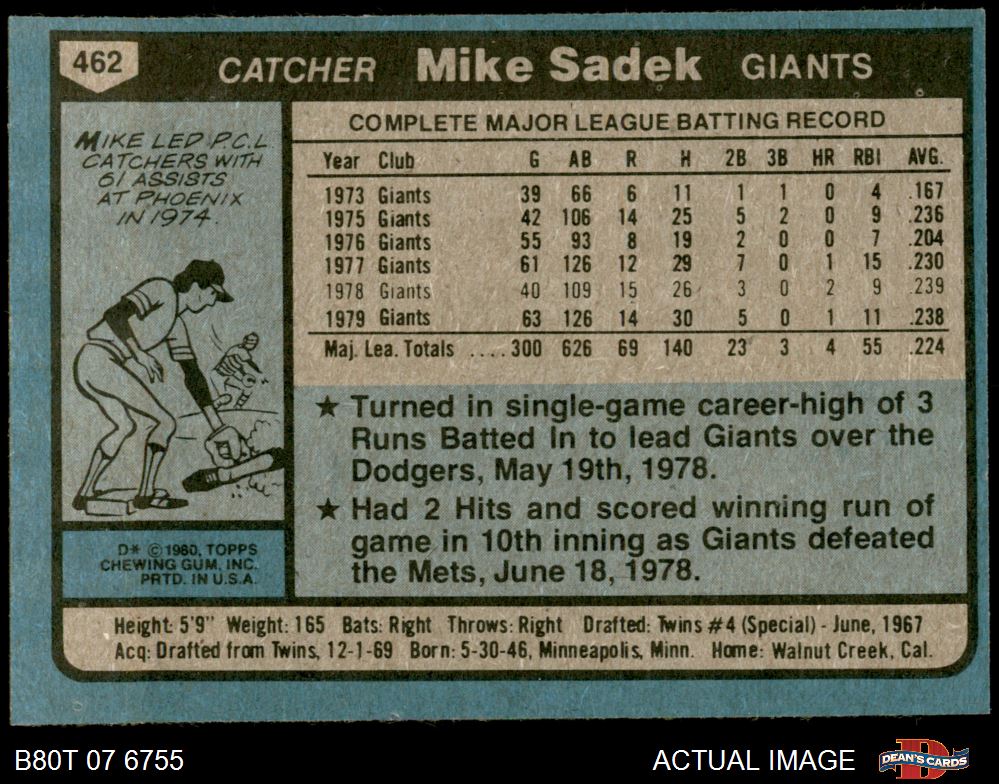 462 CATCHER Mike Sadek GIANTS
MIKE LED P.C.L.
CATCHERS WITH
61 ASSISTS
AT PHOENIX
IN 1974.
COMPLETE MAJOR LEAGUE BATTING RECORD
Year Club G AB R H 2B 3B HR RBI AVG.
1973 Giants 39 66 6 11 1 1 0 4 .167
1975 Giants 42 106 14 25 5 2 0 9 .236
1976 Giants 55 93 8 19 2 0 0 7 .204
1977 Giants 61 126 12 29 7 0 1 15 .230
1978 Giants 40 109 15 26 3 0 2 9 .239
1979 Giants 63 126 14 30 5 0 1 11 .238
Maj. Lea. Totals ....300 626 69 140 23 3 4 55 .224
★ Turned in single-game career-high of 3
Runs Batted In to lead Giants over the
Dodgers, May 19th, 1978.
★ Had 2 Hits and scored winning run of
game in 10th inning as Giants defeated
the Mets, June 18, 1978.
D* © 1980, TOPPS
CHEWING GUM, INC.
PRTD. IN U.S.A.
Height: 5'9" Weight: 165 Bats: Right Throws: Right Drafted: Twins #4 (Special) - June, 1967
Acq: Drafted from Twins, 12-1-69 Born: 5-30-46, Minneapolis, Minn. Home: Walnut Creek, Cal.
B80T 07 6755 ACTUAL IMAGE D DEAN'S CARDS